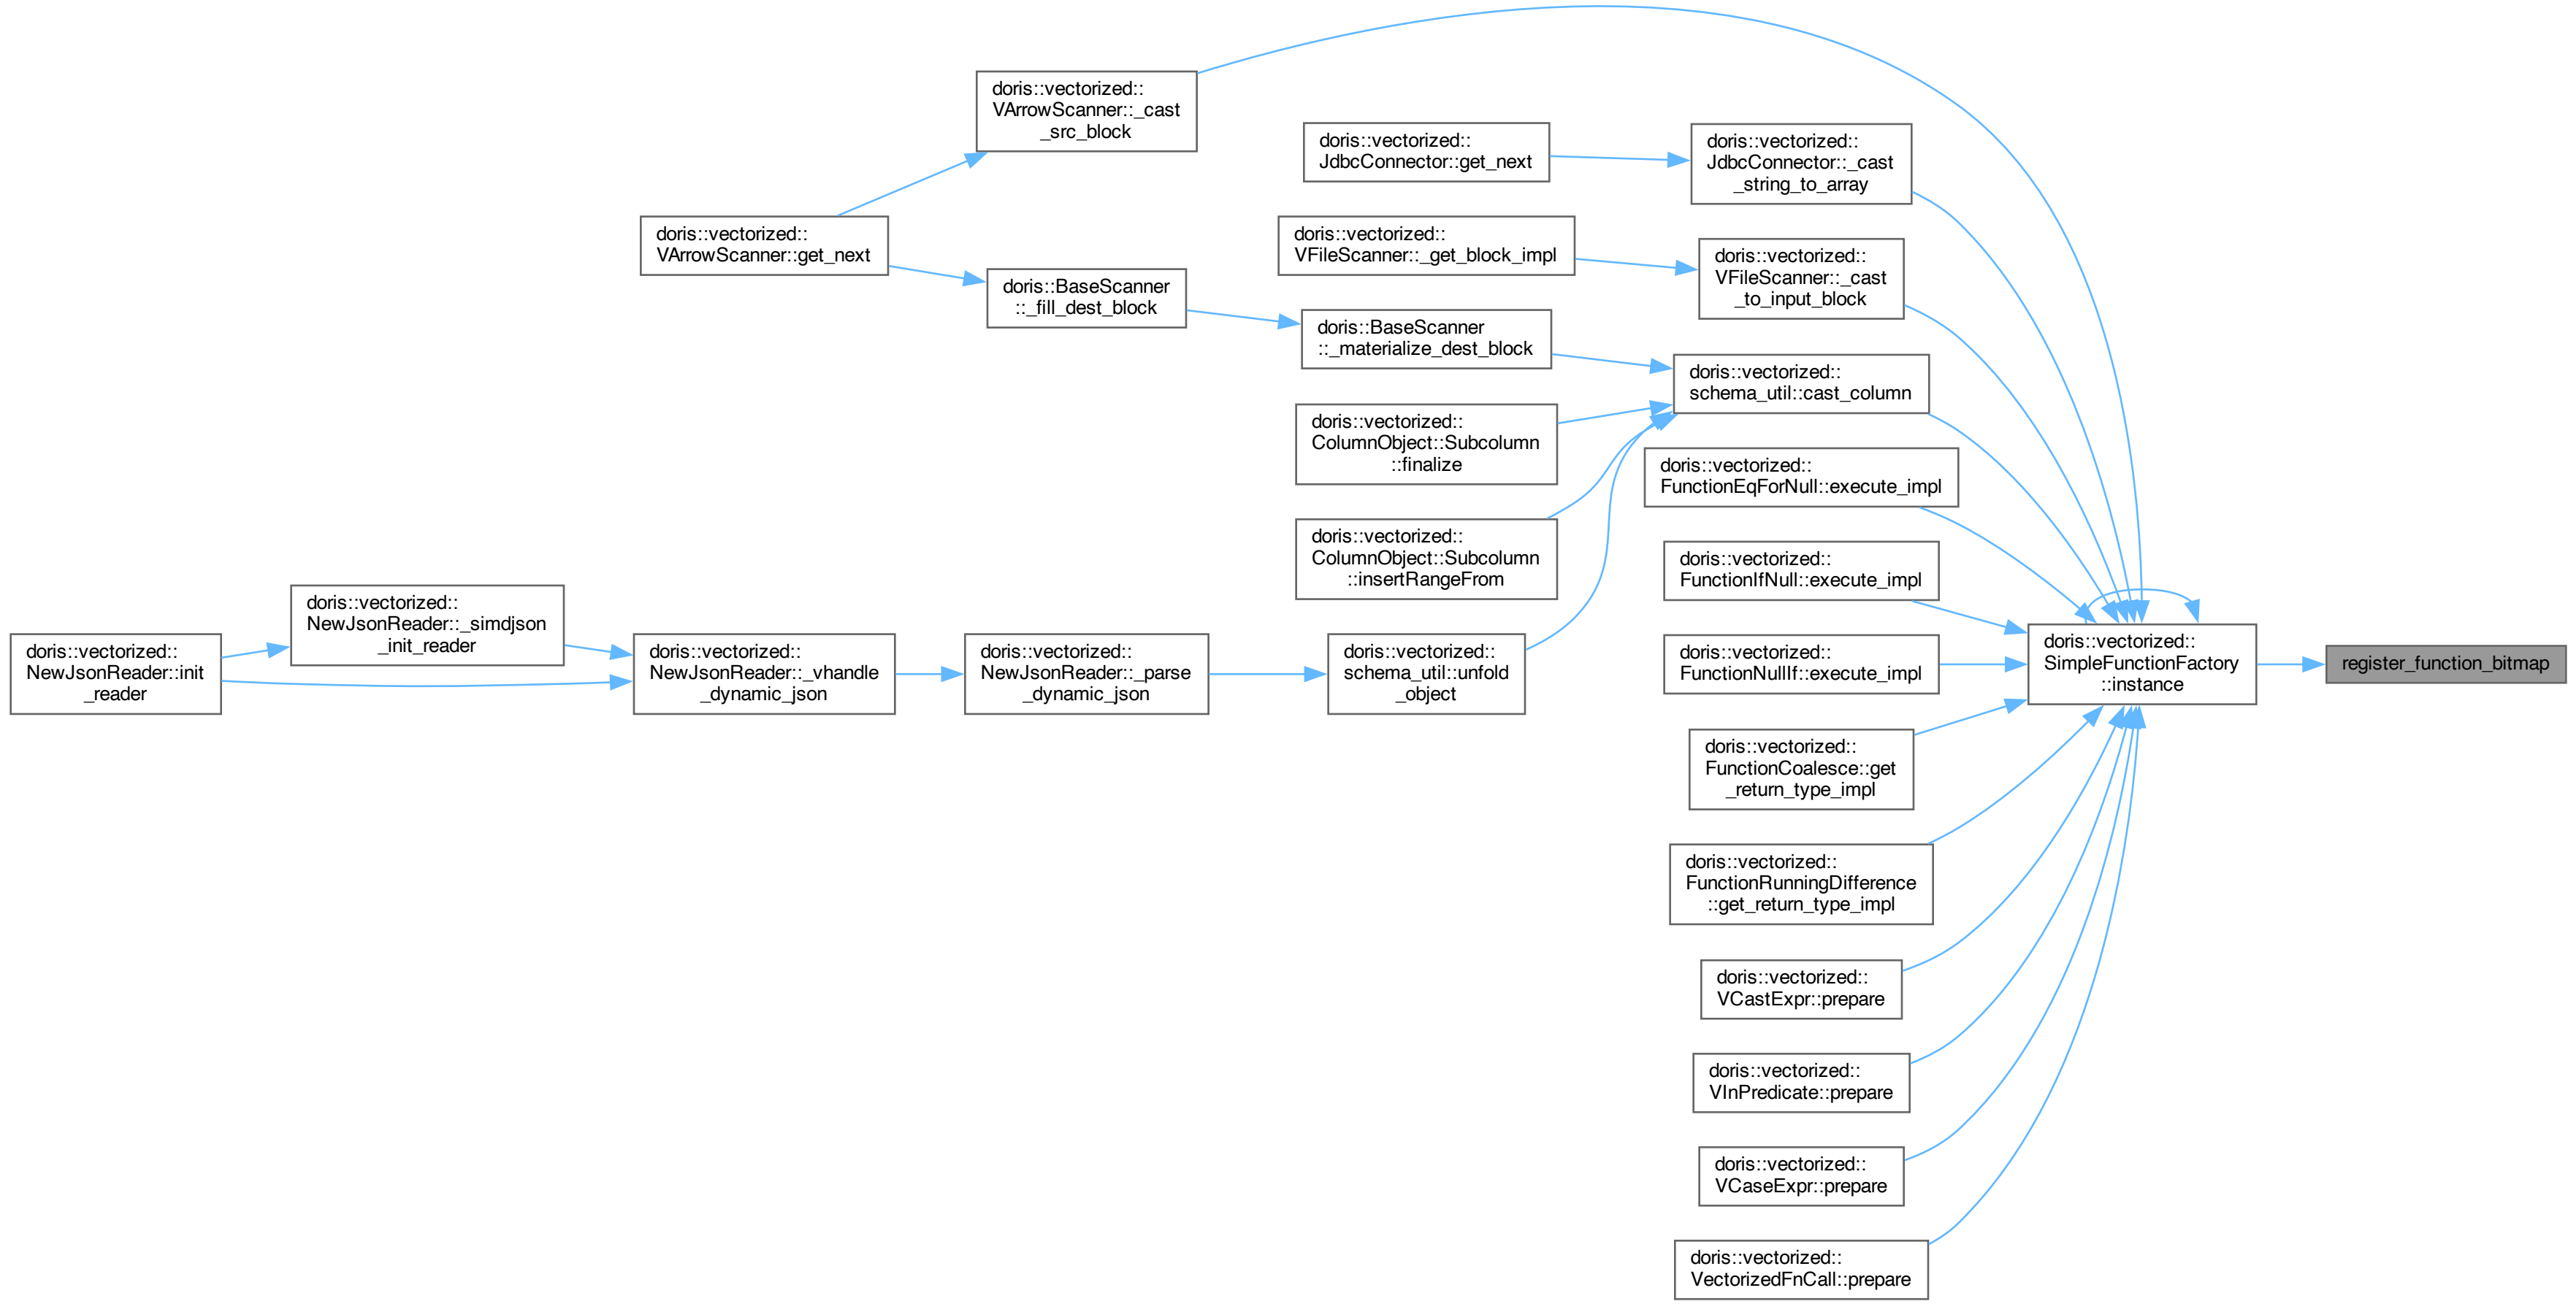 doris::vectorized::
VArrowScanner::_cast
_src_block
doris::vectorized::
JdbcConnector::get_next
doris::vectorized::
JdbcConnector::_cast
_string_to_array
doris::vectorized::
VArrowScanner::get_next
doris::vectorized::
VFileScanner::_get_block_impl
doris::vectorized::
VFileScanner::_cast
_to_input_block
doris::BaseScanner
::_fill_dest_block
doris::BaseScanner
::_materialize_dest_block
doris::vectorized::
schema_util::cast_column
doris::vectorized::
ColumnObject::Subcolumn
::finalize
doris::vectorized::
FunctionEqForNull::execute_impl
doris::vectorized::
ColumnObject::Subcolumn
::insertRangeFrom
doris::vectorized::
FunctionIfNull::execute_impl
doris::vectorized::
NewJsonReader::init
_reader
doris::vectorized::
NewJsonReader::_simdjson
_init_reader
doris::vectorized::
NewJsonReader::_vhandle
_dynamic_json
doris::vectorized::
NewJsonReader::_parse
_dynamic_json
doris::vectorized::
schema_util::unfold
_object
doris::vectorized::
FunctionNullIf::execute_impl
doris::vectorized::
SimpleFunctionFactory
::instance
register_function_bitmap
doris::vectorized::
FunctionCoalesce::get
_return_type_impl
doris::vectorized::
FunctionRunningDifference
::get_return_type_impl
doris::vectorized::
VCastExpr::prepare
doris::vectorized::
VInPredicate::prepare
doris::vectorized::
VCaseExpr::prepare
doris::vectorized::
VectorizedFnCall::prepare